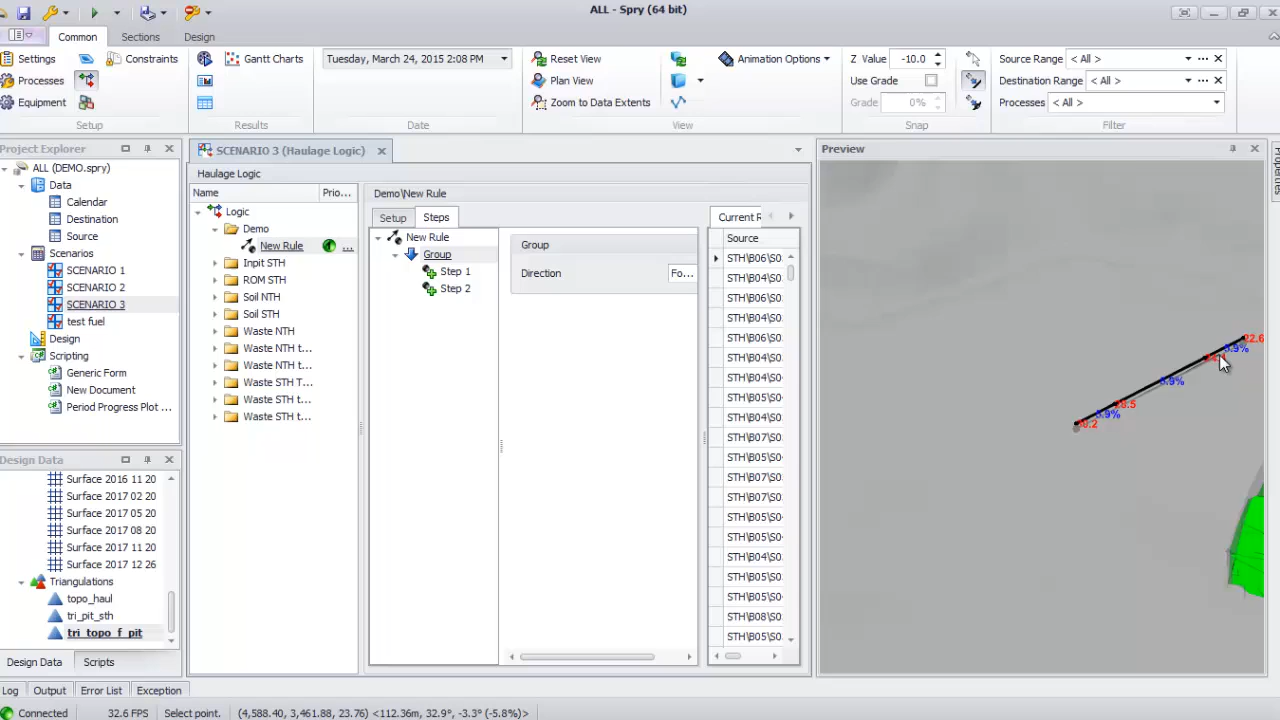 ALL - Spry (64 bit)
Common Sections Design
Settings Constraints Gantt Charts Tuesday, March 24, 2015 2:08 PM Reset View Animation Options Z Value -10.0 Source Range < All >
Processes Plan View Use Grade Destination Range < All >
Equipment Zoom to Data Extents Grade 0% Processes < All >
Setup Results Date View Snap Filter
Project Explorer
ALL (DEMO.spry)
Data
Calendar
Destination
Source
Scenarios
SCENARIO 1
SCENARIO 2
SCENARIO 3
test fuel
Design
Scripting
Generic Form
New Document
Period Progress Plot ...
Design Data
Surface 2016 11 20
Surface 2017 02 20
Surface 2017 05 20
Surface 2017 08 20
Surface 2017 11 20
Surface 2017 12 26
Triangulations
topo_haul
tri_pit_sth
tri_topo_f_pit
Design Data Scripts
SCENARIO 3 (Haulage Logic)
Haulage Logic
Name Prio...
Logic
Demo
New Rule ...
Inpit STH
ROM STH
Soil NTH
Soil STH
Waste NTH
Waste NTH t...
Waste NTH t...
Waste STH T...
Waste STH t...
Waste STH t...
Demo\New Rule
Setup Steps
New Rule
Group
Step 1
Step 2
Group
Direction Fo...
Current R
Source
STH\B06\S0
STH\B04\S0
STH\B06\S0
STH\B04\S0
STH\B06\S0
STH\B04\S0
STH\B04\S0
STH\B05\S0
STH\B04\S0
STH\B07\S0
STH\B05\S0
STH\B07\S0
STH\B07\S0
STH\B05\S0
STH\B05\S0
STH\B04\S0
STH\B05\S0
STH\B05\S0
STH\B08\S0
STH\B05\S0
Preview
22.6
5.9%
5.9%
28.5
5.9%
Properties
Log Output Error List Exception
Connected 32.6 FPS Select point. (4,588.40, 3,461.88, 23.76) <112.36m, 32.9°, -3.3° (-5.8%)>